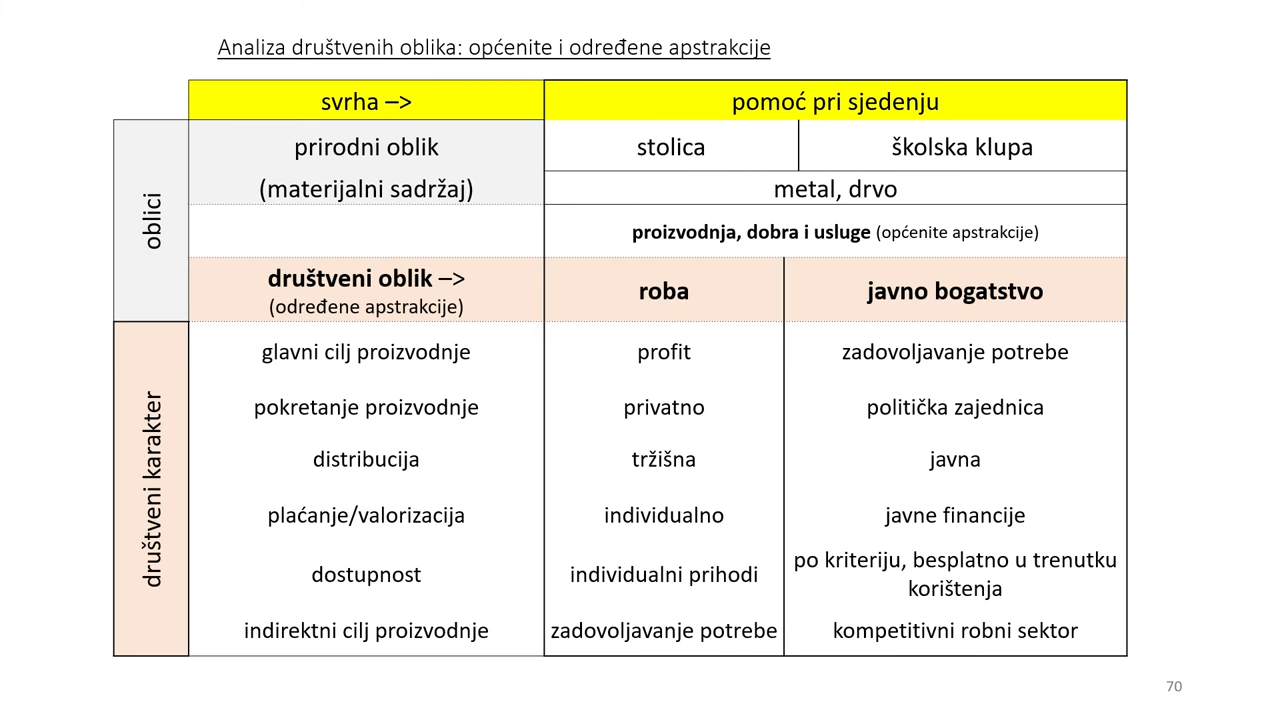 Analiza društvenih oblika: općenite i određene apstrakcije
svrha –>
pomoć pri sjedenju
oblici
prirodni oblik
stolica
školska klupa
(materijalni sadržaj)
metal, drvo
proizvodnja, dobra i usluge (općenite apstrakcije)
društveni oblik –>
(određene apstrakcije)
roba
javno bogatstvo
društveni karakter
glavni cilj proizvodnje
profit
zadovoljavanje potrebe
pokretanje proizvodnje
privatno
politička zajednica
distribucija
tržišna
javna
plaćanje/valorizacija
individualno
javne financije
dostupnost
individualni prihodi
po kriteriju, besplatno u trenutku
korištenja
indirektni cilj proizvodnje
zadovoljavanje potrebe
kompetitivni robni sektor
70